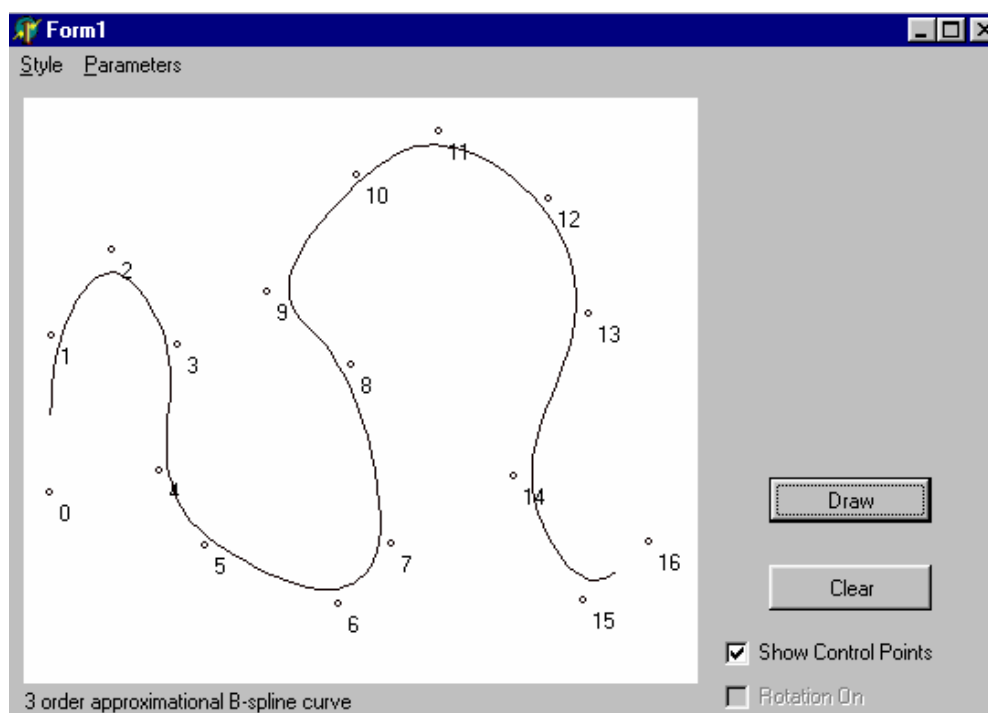 Form1
Style Parameters
11
10
12
2
9
13
1
3
8
4
14
0
5
7
16
6
15
Draw
Clear
Show Control Points
Rotation On
3 order approximational B-spline curve